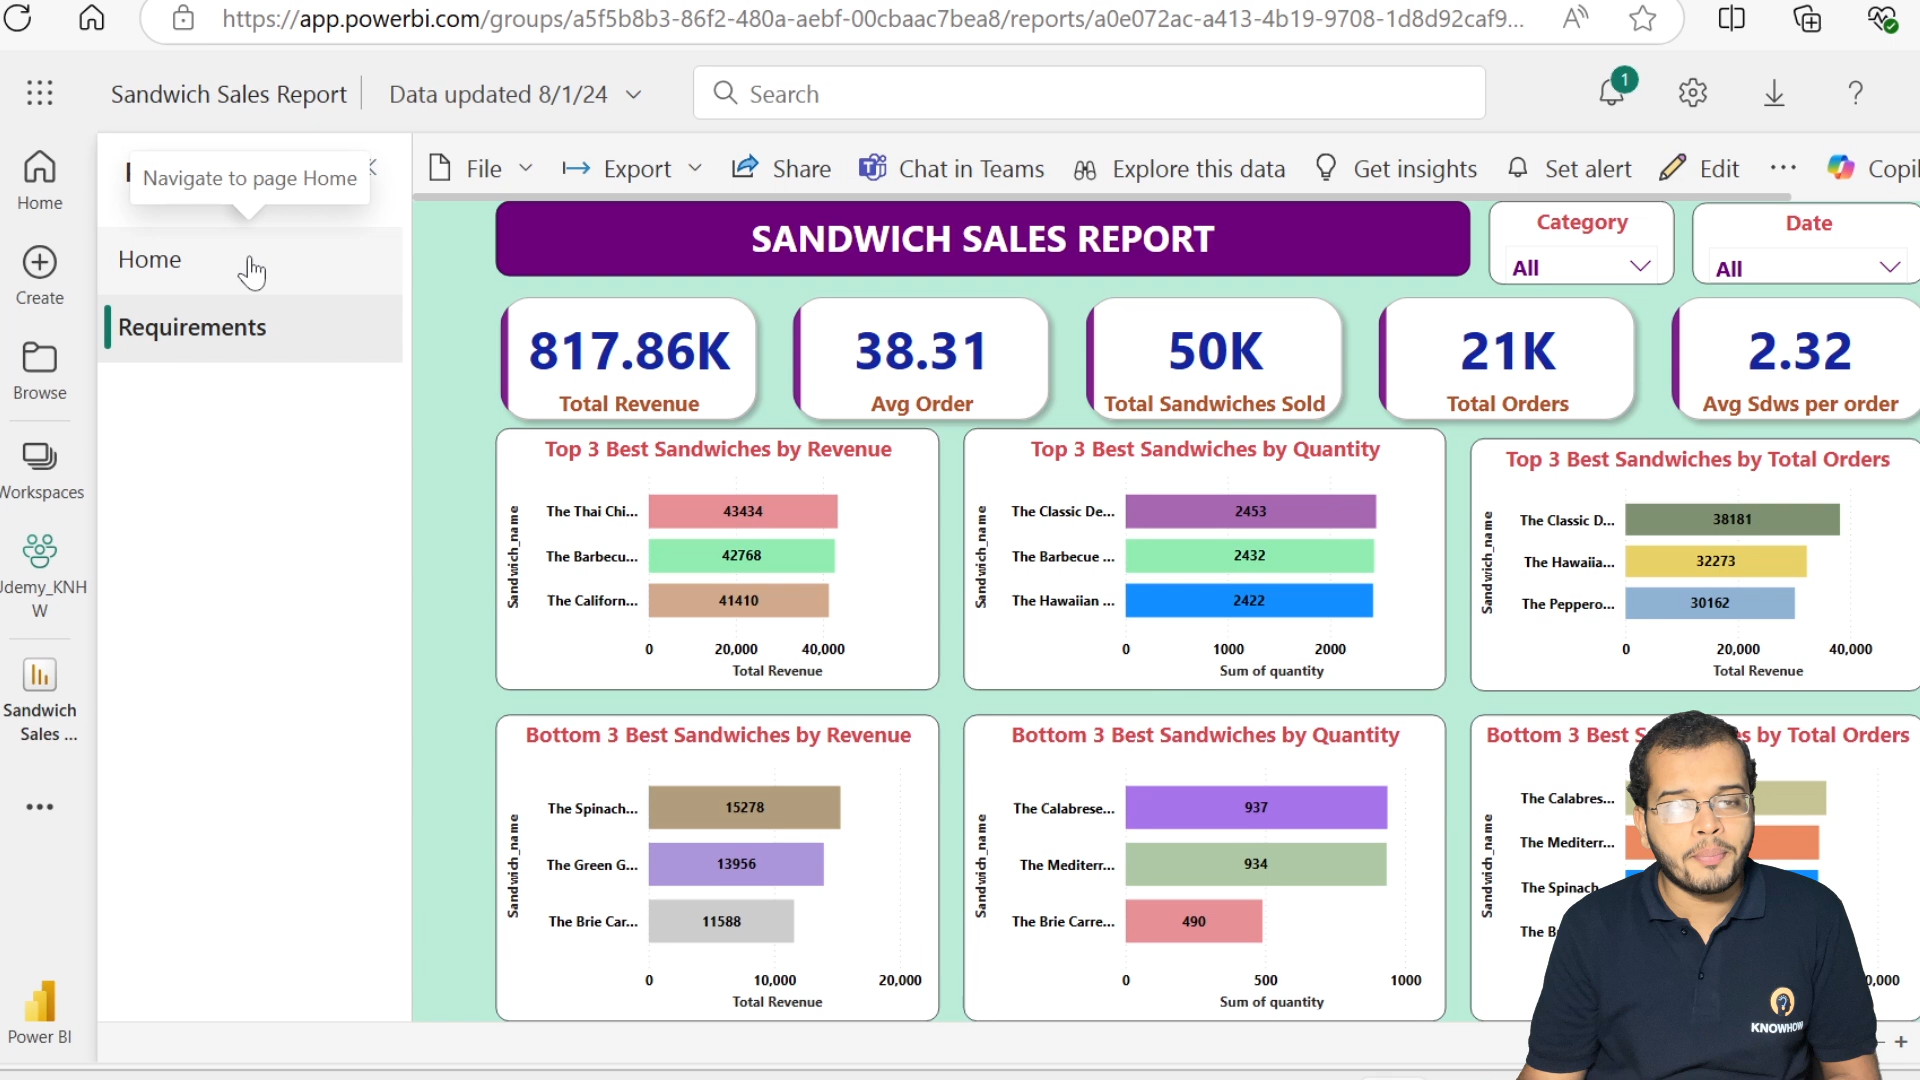 https://app.powerbi.com/groups/a5f5b8b3-86f2-480a-aebf-00cbaac7bea8/reports/a0e072ac-a413-4b19-9708-1d8d92caf9...
Sandwich Sales Report
Data updated 8/1/24
Search
1
Home
Create
Browse
Workspaces
Udemy_KNH
W
Sandwich
Sales ...
Power BI
Navigate to page Home
Home
Requirements
File
Export
Share
Chat in Teams
Explore this data
Get insights
Set alert
Edit
Copil
SANDWICH SALES REPORT
Category
All
Date
All
817.86K
Total Revenue
38.31
Avg Order
50K
Total Sandwiches Sold
21K
Total Orders
2.32
Avg Sdws per order
Top 3 Best Sandwiches by Revenue
Sandwich_name
The Thai Chi... 43434
The Barbecu... 42768
The Californ... 41410
0 20,000 40,000
Total Revenue
Top 3 Best Sandwiches by Quantity
Sandwich_name
The Classic De... 2453
The Barbecue ... 2432
The Hawaiian ... 2422
0 1000 2000
Sum of quantity
Top 3 Best Sandwiches by Total Orders
Sandwich_name
The Classic D... 38181
The Hawaiia... 32273
The Peppero... 30162
0 20,000 40,000
Total Revenue
Bottom 3 Best Sandwiches by Revenue
Sandwich_name
The Spinach... 15278
The Green G... 13956
The Brie Car... 11588
0 10,000 20,000
Total Revenue
Bottom 3 Best Sandwiches by Quantity
Sandwich_name
The Calabrese... 937
The Mediterr... 934
The Brie Carre... 490
0 500 1000
Sum of quantity
Bottom 3 Best S es by Total Orders
Sandwich_name
The Calabres...
The Mediterr...
The Spinach
The B
0,000
KNOWHOW